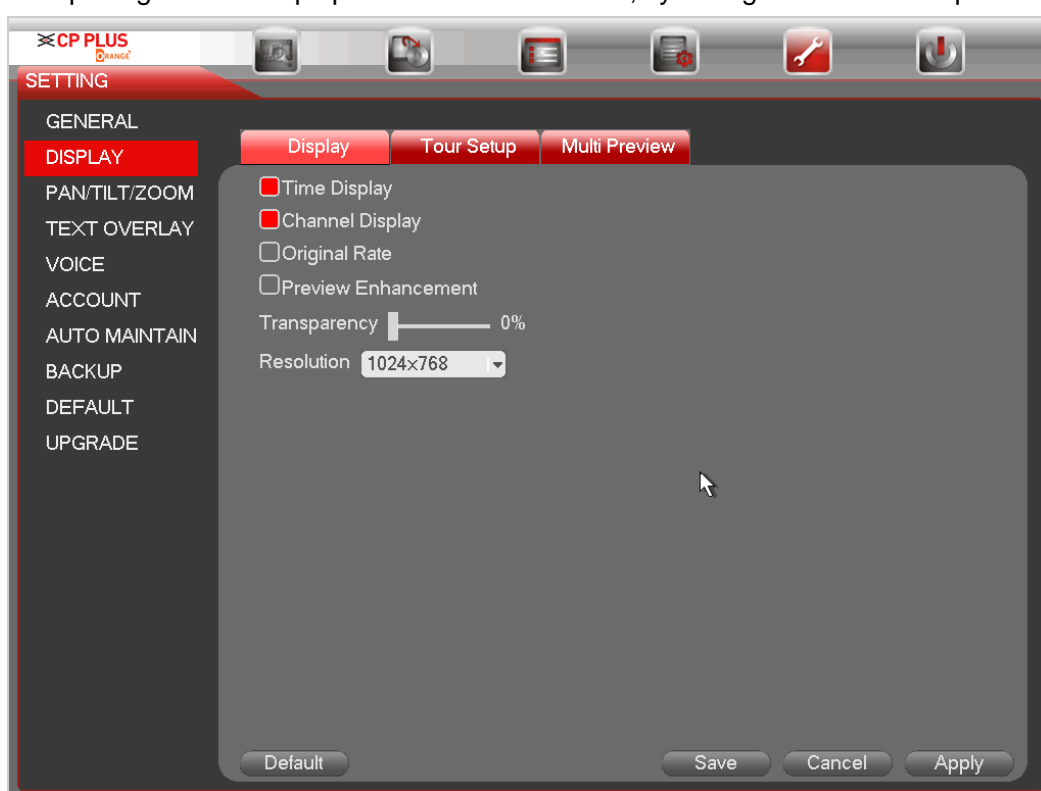 CP PLUS
ORANGE
SETTING
GENERAL
DISPLAY
PAN/TILT/ZOOM
TEXT OVERLAY
VOICE
ACCOUNT
AUTO MAINTAIN
BACKUP
DEFAULT
UPGRADE
Display Tour Setup Multi Preview
Time Display
Channel Display
Original Rate
Preview Enhancement
Transparency 0%
Resolution 1024×768
Default Save Cancel Apply